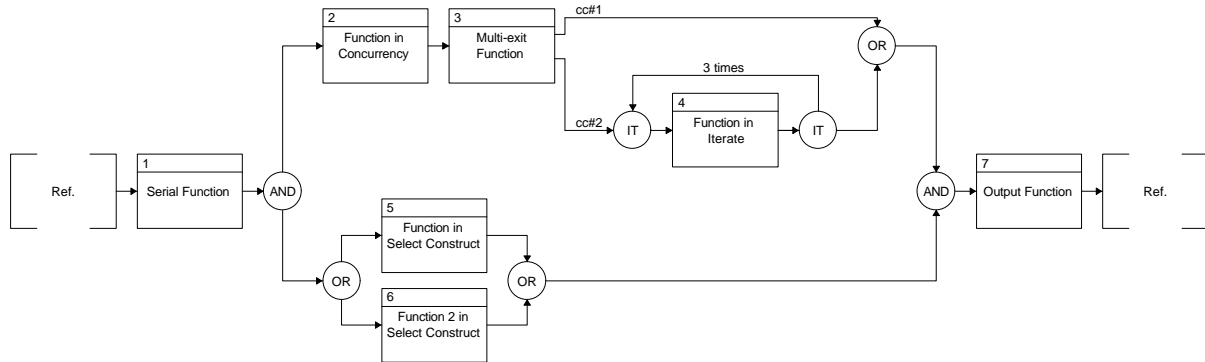 2
Function in
Concurrency
3
Multi-exit
Function
cc#1
OR
3 times
cc#2
IT
4
Function in
Iterate
IT
Ref.
1
Serial Function
AND
AND
7
Output Function
Ref.
5
Function in
Select Construct
OR
OR
6
Function 2 in
Select Construct